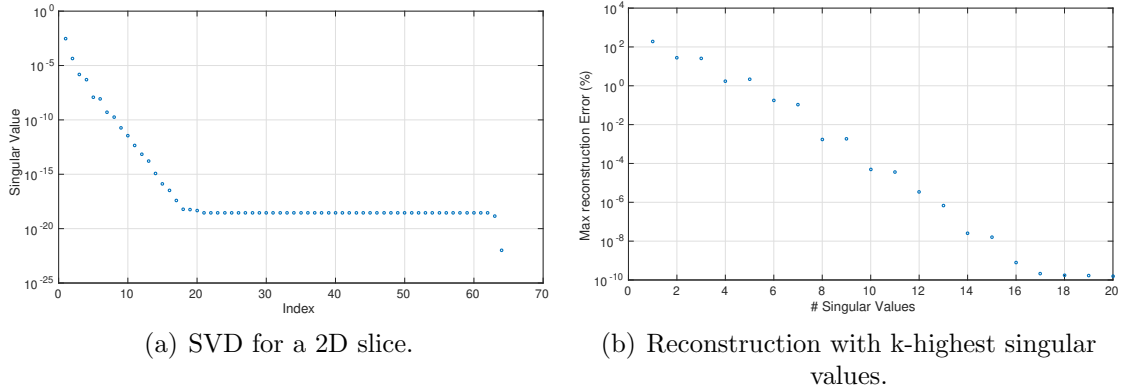 10^0
10^-5
10^-10
10^-15
10^-20
10^-25
Singular Value
0 10 20 30 40 50 60 70
Index
(a) SVD for a 2D slice.
10^4
10^2
10^0
10^-2
10^-4
10^-6
10^-8
10^-10
Max reconstruction Error (%)
0 2 4 6 8 10 12 14 16 18 20
# Singular Values
(b) Reconstruction with k-highest singular
values.